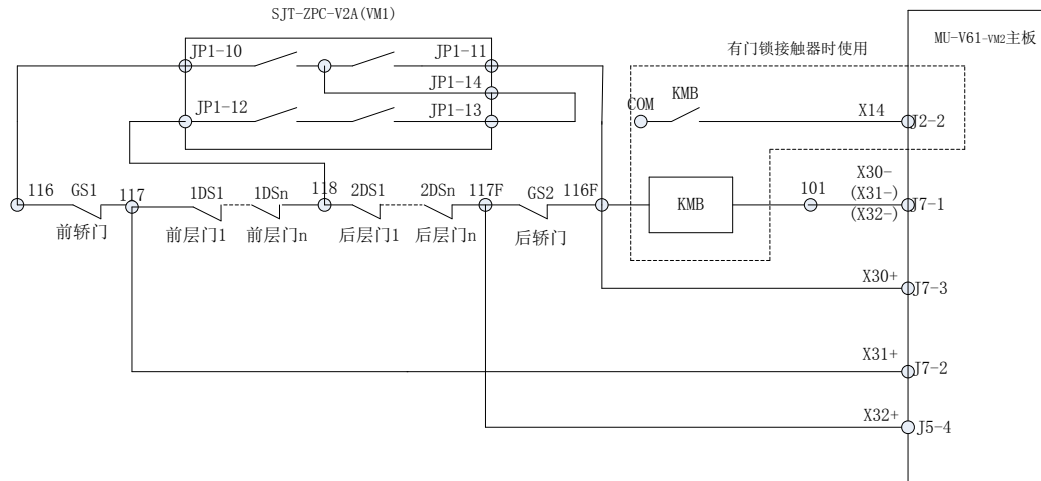 SJT-ZPC-V2A(VM1)
MU-V61-VM2主板
有门锁接触器时使用
JP1-10
JP1-11
JP1-14
JP1-12
JP1-13
COM
KMB
X14
J2-2
116
GS1
117
1DS1
1DSn
118
2DS1
2DSn
117F
GS2
116F
KMB
101
X30-
(X31-)
(X32-)
J7-1
前轿门
前层门1
前层门n
后层门1
后层门n
后轿门
X30+
J7-3
X31+
J7-2
X32+
J5-4